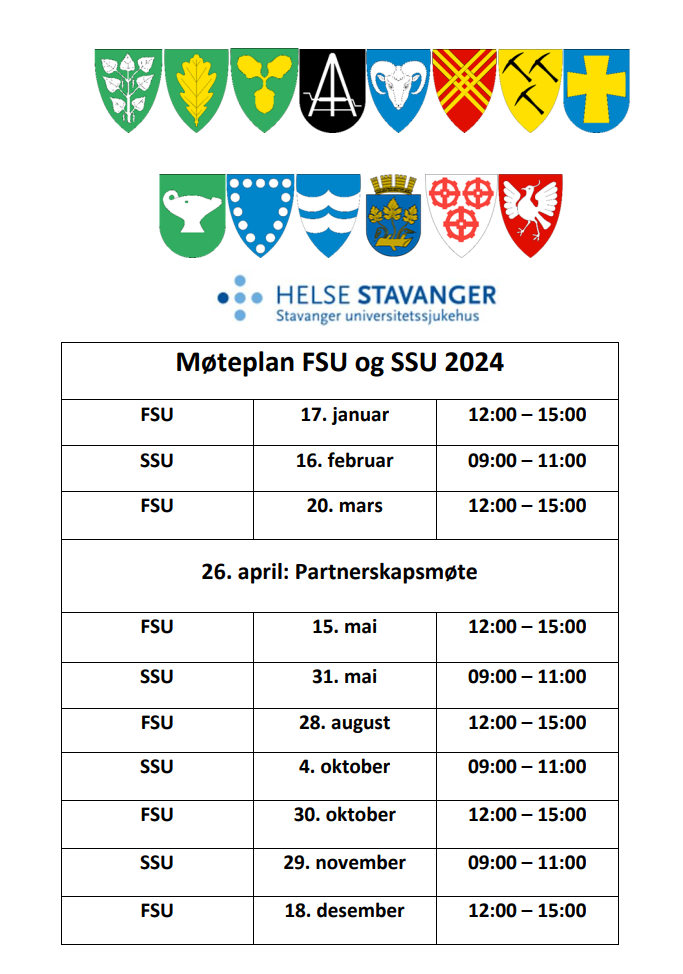 HELSE STAVANGER
Stavanger universitetssjukehus
Møteplan FSU og SSU 2024
FSU 17. januar 12:00 – 15:00
SSU 16. februar 09:00 – 11:00
FSU 20. mars 12:00 – 15:00
26. april: Partnerskapsmøte
FSU 15. mai 12:00 – 15:00
SSU 31. mai 09:00 – 11:00
FSU 28. august 12:00 – 15:00
SSU 4. oktober 09:00 – 11:00
FSU 30. oktober 12:00 – 15:00
SSU 29. november 09:00 – 11:00
FSU 18. desember 12:00 – 15:00